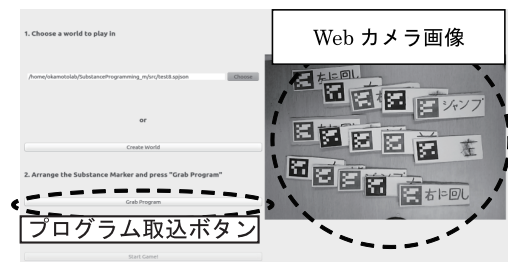 1. Choose a world to play in
/home/okamotolab/SubstanceProgramming_m/src/test8.spjson
Choose
or
Create World
2. Arrange the Substance Marker and press "Grab Program"
Grab Program
プログラム取込ボタン
Start Game!
Web カメラ画像
左に回し
ジャンプ
左
右に回し